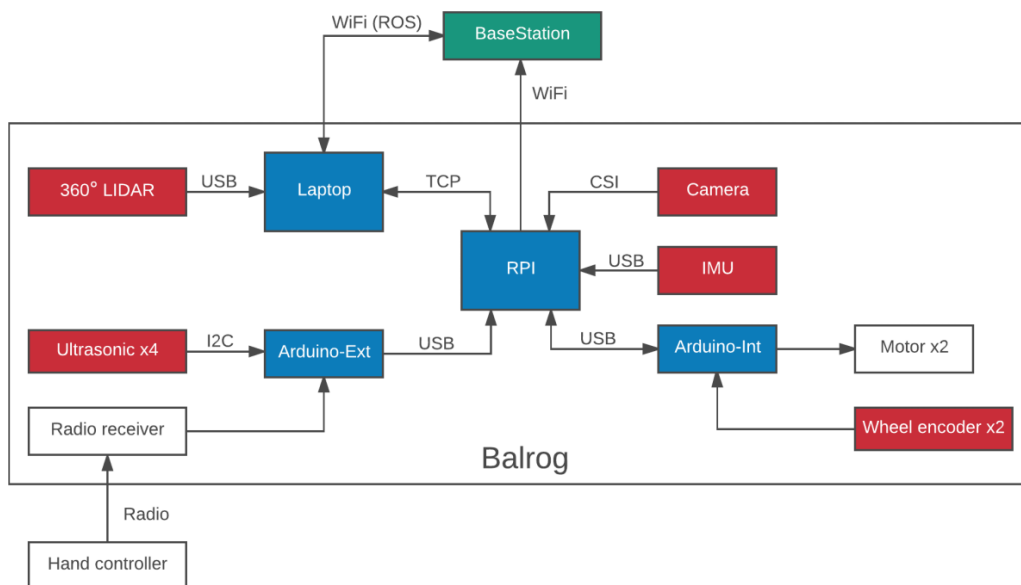 WiFi (ROS)
BaseStation
WiFi
360° LIDAR
USB
Laptop
TCP
CSI
Camera
RPI
USB
IMU
Ultrasonic x4
I2C
Arduino-Ext
USB
USB
Arduino-Int
Motor x2
Radio receiver
Wheel encoder x2
Balrog
Radio
Hand controller